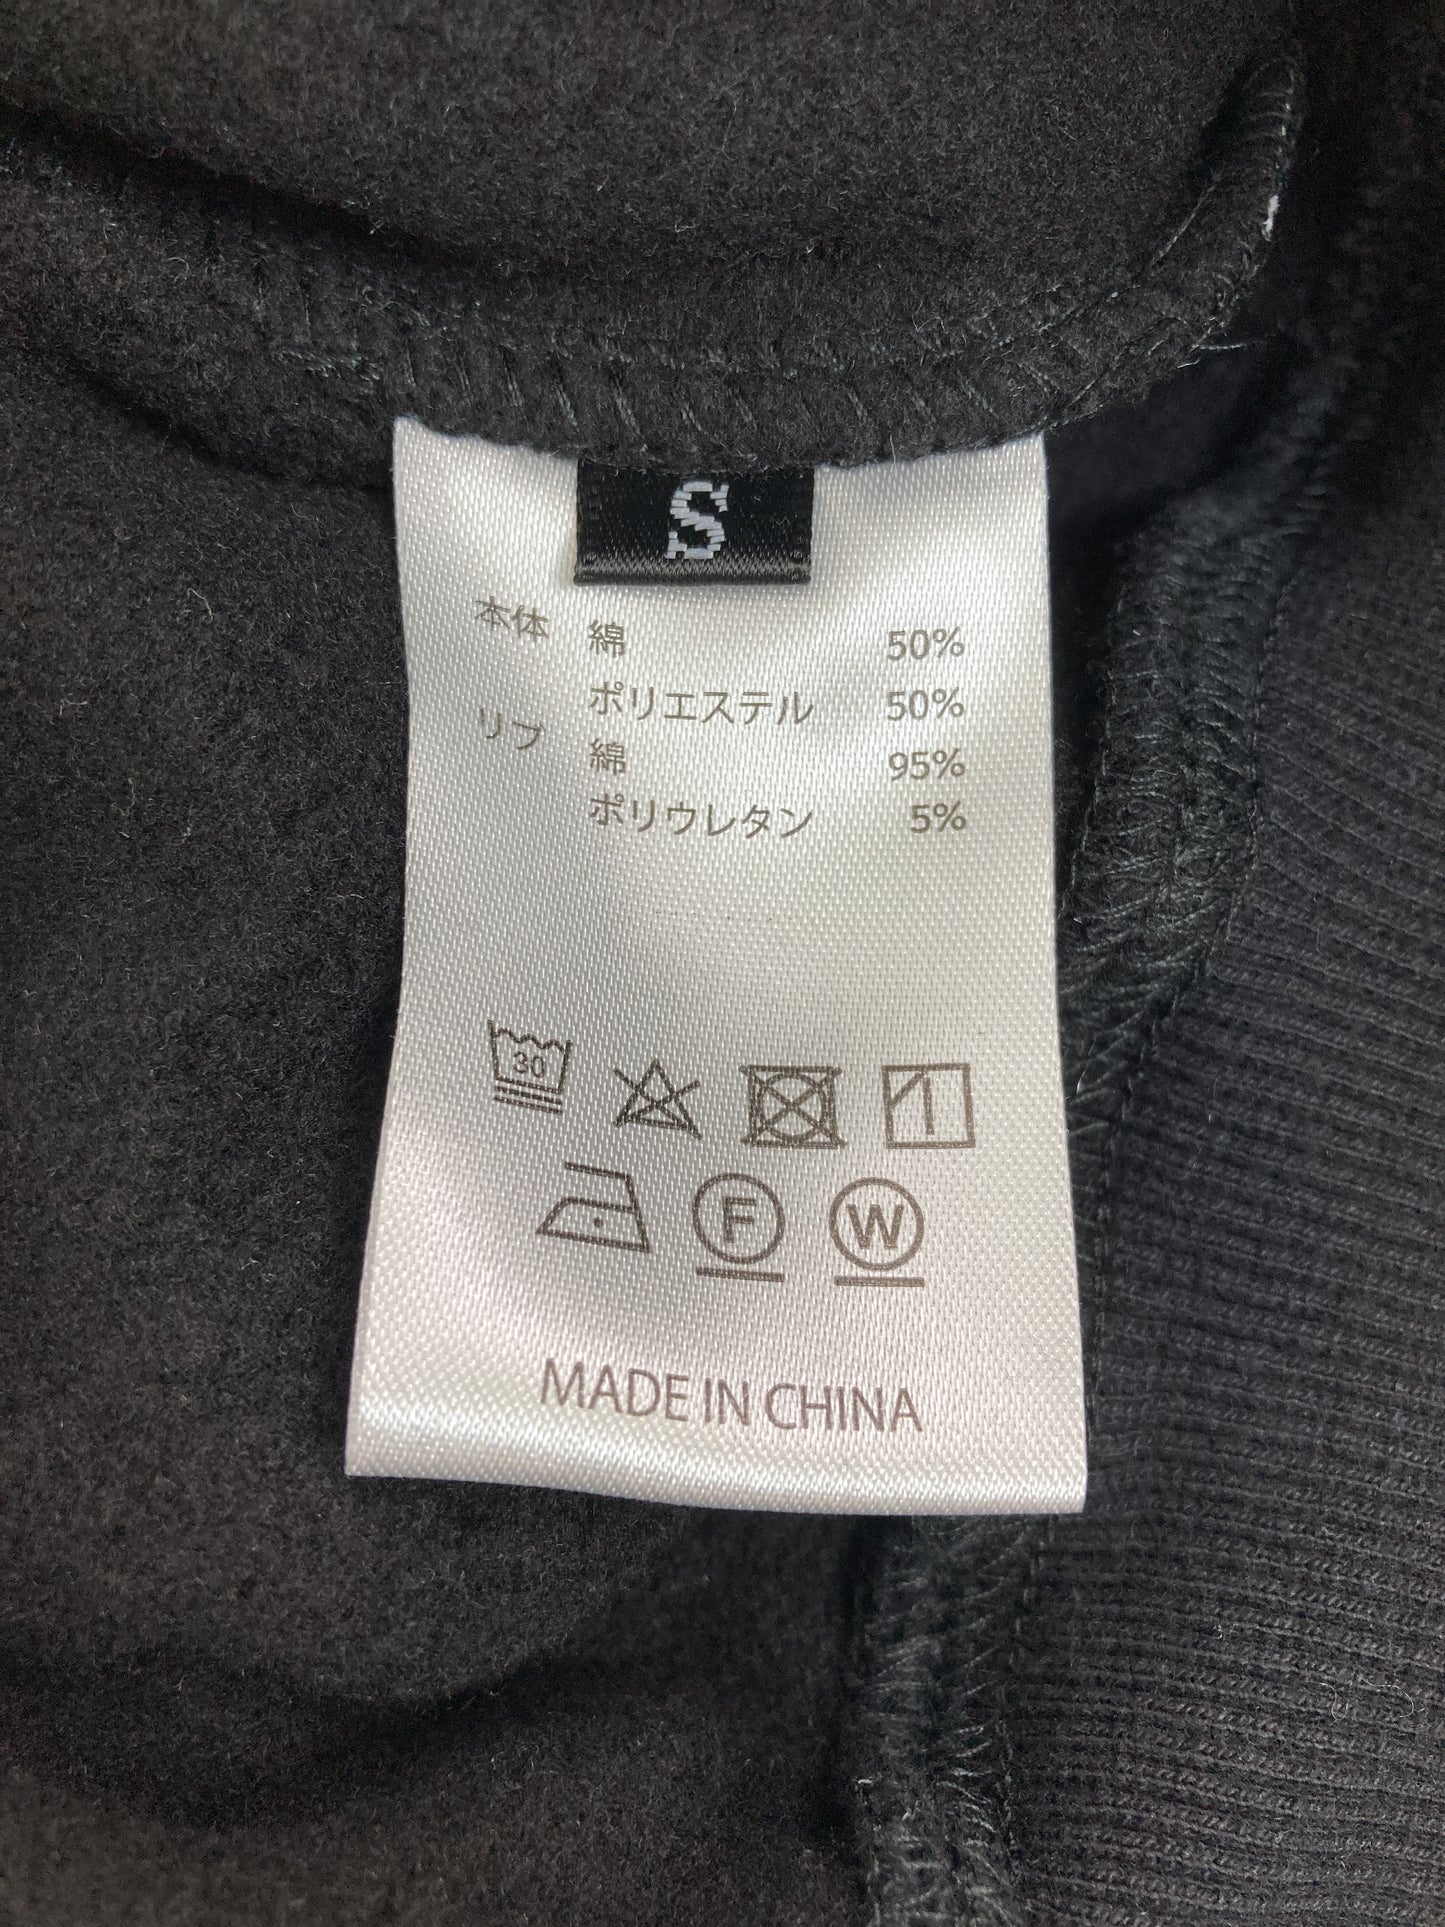 S
本体 綿 50%
ポリエステル 50%
リブ 綿 95%
ポリウレタン 5%
30
F W
MADE IN CHINA